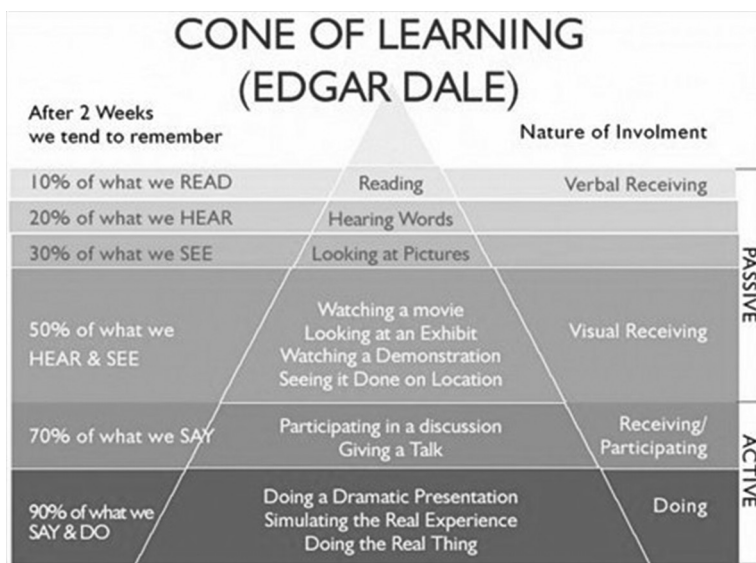 CONE OF LEARNING
(EDGAR DALE)
After 2 Weeks
we tend to remember
Nature of Involment
10% of what we READ
Reading
Verbal Receiving
20% of what we HEAR
Hearing Words
30% of what we SEE
Looking at Pictures
50% of what we
HEAR & SEE
Watching a movie
Looking at an Exhibit
Watching a Demonstration
Seeing it Done on Location
Visual Receiving
PASSIVE
70% of what we SAY
Participating in a discussion
Giving a Talk
Receiving/
Participating
90% of what we
SAY & DO
Doing a Dramatic Presentation
Simulating the Real Experience
Doing the Real Thing
Doing
ACTIVE